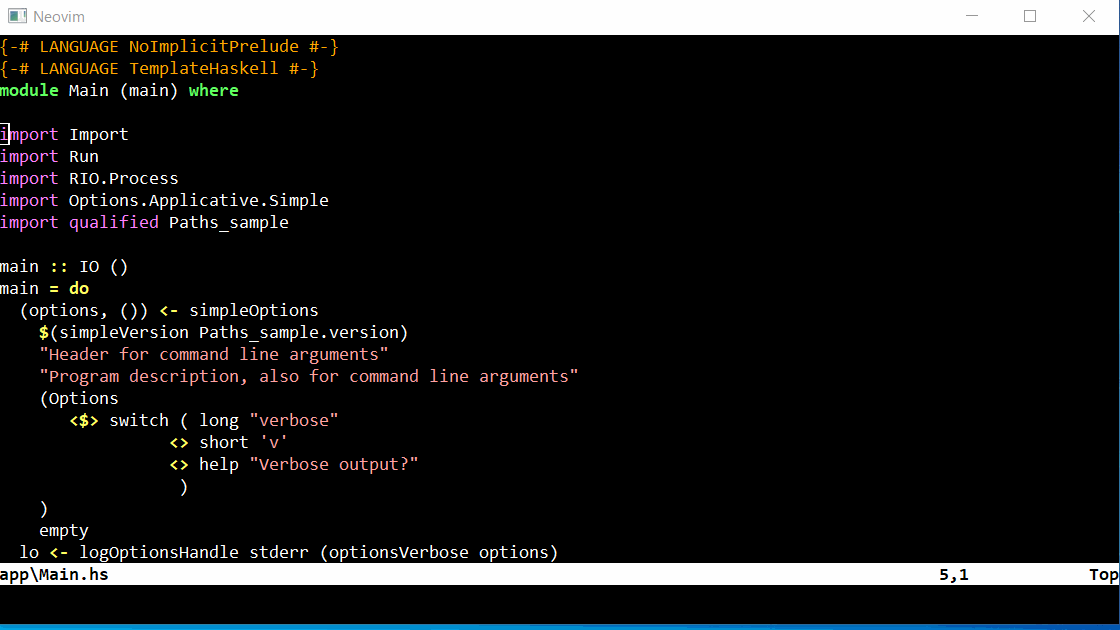 Neovim
{-# LANGUAGE NoImplicitPrelude #-}
{-# LANGUAGE TemplateHaskell #-}
module Main (main) where
import Import
import Run
import RIO.Process
import Options.Applicative.Simple
import qualified Paths_sample
main :: IO ()
main = do
  (options, ()) <- simpleOptions
    $(simpleVersion Paths_sample.version)
    "Header for command line arguments"
    "Program description, also for command line arguments"
    (Options
       <$> switch ( long "verbose"
                 <> short 'v'
                 <> help "Verbose output?"
                  )
    )
    empty
  lo <- logOptionsHandle stderr (optionsVerbose options)
app\Main.hs 5,1 Top